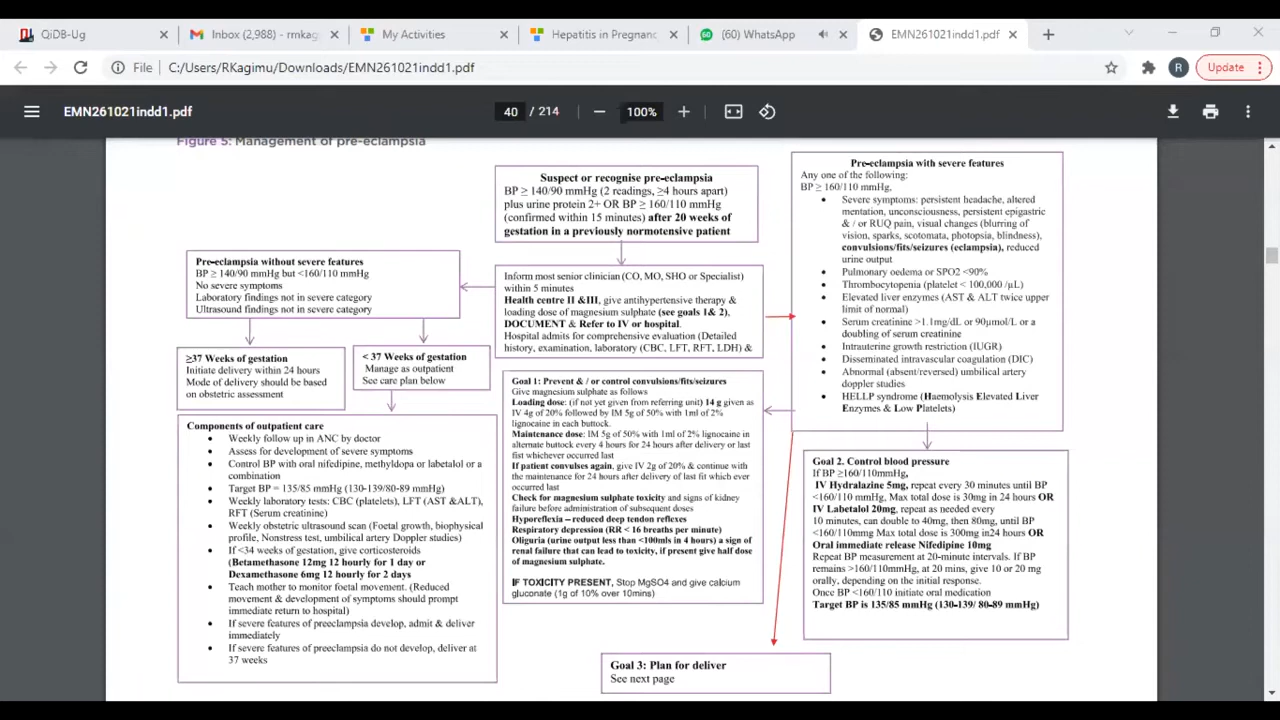 QiDB-Ug
Inbox (2,988) - rmkag
My Activities
Hepatitis in Pregnanc
(60) WhatsApp
EMN261021indd1.pdf
File
C:/Users/RKagimu/Downloads/EMN261021indd1.pdf
R
Update
EMN261021indd1.pdf
40 / 214
100%
Figure 5: Management of pre-eclampsia
Suspect or recognise pre-eclampsia
BP ≥ 140/90 mmHg (2 readings, ≥4 hours apart)
plus urine protein 2+ OR BP ≥ 160/110 mmHg
(confirmed within 15 minutes) after 20 weeks of
gestation in a previously normotensive patient
Pre-eclampsia with severe features
Any one of the following:
BP ≥ 160/110 mmHg,
• Severe symptoms: persistent headache, altered
mentation, unconsciousness, persistent epigastric
& / or RUQ pain, visual changes (blurring of
vision, sparks, scotomata, photopsia, blindness),
convulsions/fits/seizures (eclampsia), reduced
urine output
• Pulmonary oedema or SPO2 <90%
• Thrombocytopenia (platelet < 100,000 /µL)
• Elevated liver enzymes (AST & ALT twice upper
limit of normal)
• Serum creatinine >1.1mg/dL or 90µmol/L or a
doubling of serum creatinine
• Intrauterine growth restriction (IUGR)
• Disseminated intravascular coagulation (DIC)
• Abnormal (absent/reversed) umbilical artery
doppler studies
• HELLP syndrome (Haemolysis Elevated Liver
Enzymes & Low Platelets)
Pre-eclampsia without severe features
BP ≥ 140/90 mmHg but <160/110 mmHg
No severe symptoms
Laboratory findings not in severe category
Ultrasound findings not in severe category
Inform most senior clinician (CO, MO, SHO or Specialist)
within 5 minutes
Health centre II &III, give antihypertensive therapy &
loading dose of magnesium sulphate (see goals 1& 2),
DOCUMENT & Refer to IV or hospital.
Hospital admits for comprehensive evaluation (Detailed
history, examination, laboratory (CBC, LFT, RFT, LDH) &
≥37 Weeks of gestation
Initiate delivery within 24 hours
Mode of delivery should be based
on obstetric assessment
< 37 Weeks of gestation
Manage as outpatient
See care plan below
Components of outpatient care
• Weekly follow up in ANC by doctor
• Assess for development of severe symptoms
• Control BP with oral nifedipine, methyldopa or labetalol or a
combination
• Target BP = 135/85 mmHg (130-139/80-89 mmHg)
• Weekly laboratory tests: CBC (platelets), LFT (AST &ALT),
RFT (Serum creatinine)
• Weekly obstetric ultrasound scan (Foetal growth, biophysical
profile, Nonstress test, umbilical artery Doppler studies)
• If <34 weeks of gestation, give corticosteroids
(Betamethasone 12mg 12 hourly for 1 day or
Dexamethasone 6mg 12 hourly for 2 days
• Teach mother to monitor foetal movement. (Reduced
movement & development of symptoms should prompt
immediate return to hospital)
• If severe features of preeclampsia develop, admit & deliver
immediately
• If severe features of preeclampsia do not develop, deliver at
37 weeks
Goal 1: Prevent & / or control convulsions/fits/seizures
Give magnesium sulphate as follows
Loading dose: (if not yet given from referring unit) 14 g given as
IV 4g of 20% followed by IM 5g of 50% with 1ml of 2%
lignocaine in each buttock.
Maintenance dose: IM 5g of 50% with 1ml of 2% lignocaine in
alternate buttock every 4 hours for 24 hours after delivery or last
fist whichever occurred last
If patient convulses again, give IV 2g of 20% & continue with
the maintenance for 24 hours after delivery of last fit which ever
occurred last
Check for magnesium sulphate toxicity and signs of kidney
failure before administration of subsequent doses
Hyporeflexia – reduced deep tendon reflexes
Respiratory depression (RR < 16 breaths per minute)
Oliguria (urine output less than <100mls in 4 hours) a sign of
renal failure that can lead to toxicity, if present give half dose
of magnesium sulphate.
IF TOXICITY PRESENT, Stop MgSO4 and give calcium
gluconate (1g of 10% over 10mins)
Goal 2. Control blood pressure
If BP ≥160/110mmHg,
IV Hydralazine 5mg, repeat every 30 minutes until BP
<160/110 mmHg, Max total dose is 30mg in 24 hours OR
IV Labetalol 20mg, repeat as needed every
10 minutes, can double to 40mg, then 80mg, until BP
<160/110mmg Max total dose is 300mg in24 hours OR
Oral immediate release Nifedipine 10mg
Repeat BP measurement at 20-minute intervals. If BP
remains >160/110mmHg, at 20 mins, give 10 or 20 mg
orally, depending on the initial response.
Once BP <160/110 initiate oral medication
Target BP is 135/85 mmHg (130-139/ 80-89 mmHg)
Goal 3: Plan for deliver
See next page